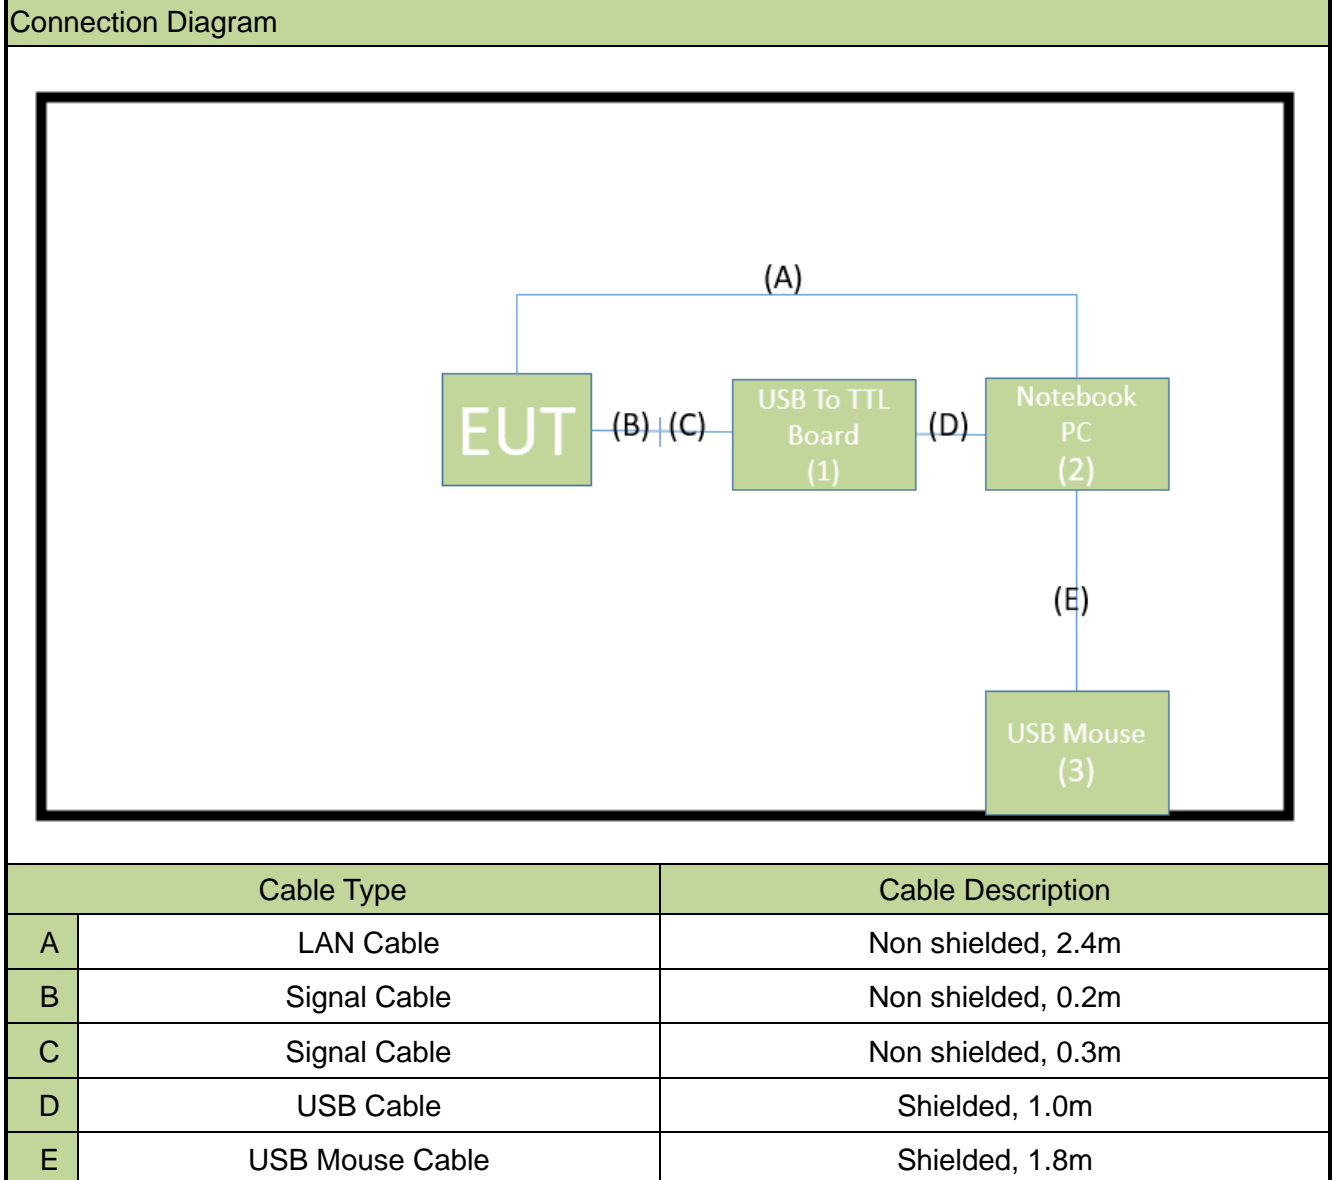 Connection Diagram
(A)
EUT
(B) (C)
USB To TTL
Board
(1)
(D)
Notebook
PC
(2)
(E)
USB Mouse
(3)
Cable Type Cable Description
A LAN Cable Non shielded, 2.4m
B Signal Cable Non shielded, 0.2m
C Signal Cable Non shielded, 0.3m
D USB Cable Shielded, 1.0m
E USB Mouse Cable Shielded, 1.8m